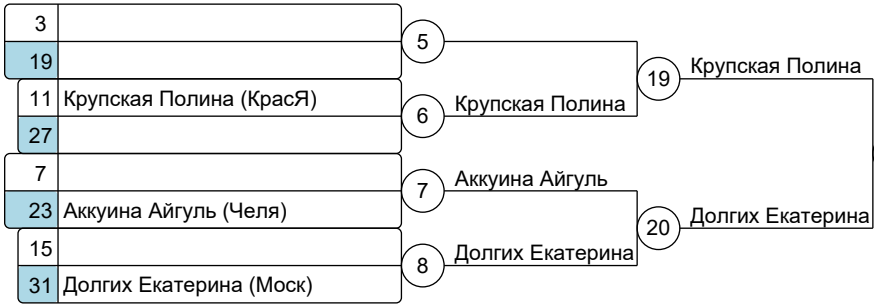 3
5
19
19
Крупская Полина
11 Крупская Полина (КрасЯ)
6
Крупская Полина
27
7
7
Аккуина Айгуль
23 Аккуина Айгуль (Челя)
20
Долгих Екатерина
15
8
Долгих Екатерина
31 Долгих Екатерина (Моск)